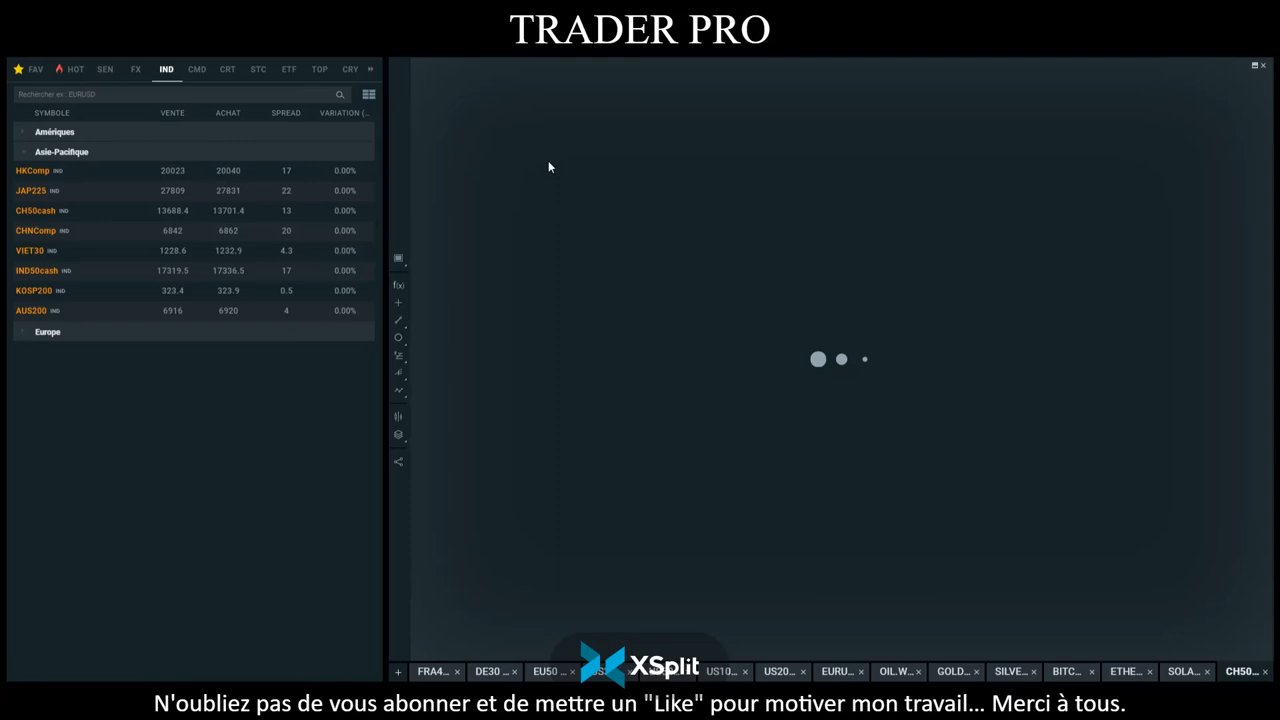 TRADER PRO
FAV HOT SEN FX IND CMD CRT STC ETF TOP CRY »
Rechercher ex : EURUSD
SYMBOLE VENTE ACHAT SPREAD VARIATION (...
Amériques
Asie-Pacifique
HKComp IND 20023 20040 17 0.00%
JAP225 IND 27809 27831 22 0.00%
CH50cash IND 13688.4 13701.4 13 0.00%
CHNComp IND 6842 6862 20 0.00%
VIET30 IND 1228.6 1232.9 4.3 0.00%
IND50cash IND 17319.5 17336.5 17 0.00%
KOSP200 IND 323.4 323.9 0.5 0.00%
AUS200 IND 6916 6920 4 0.00%
Europe
f(x)
+ FRA4... × DE30 ... × EU50 ... × US10... × US20... × EURU... × OIL.W... × GOLD... × SILVE... × BITC... × ETHE... × SOLA... × CH50... ×
XSplit
N'oubliez pas de vous abonner et de mettre un "Like" pour motiver mon travail... Merci à tous.